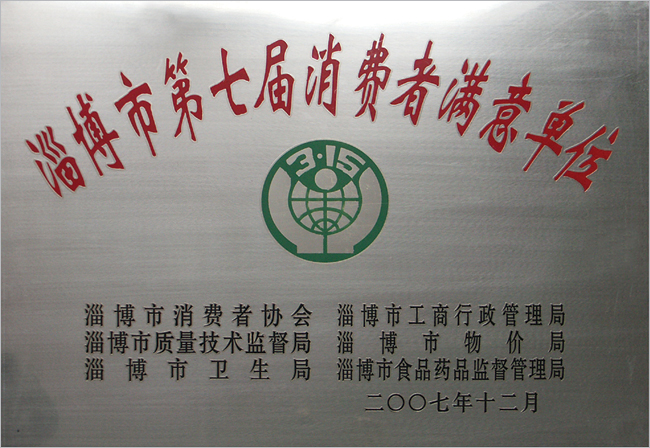 淄博市第七届消费者满意单位
3·15
淄博市消费者协会 淄博市工商行政管理局
淄博市质量技术监督局 淄博市物价局
淄博市卫生局 淄博市食品药品监督管理局
二〇〇七年十二月